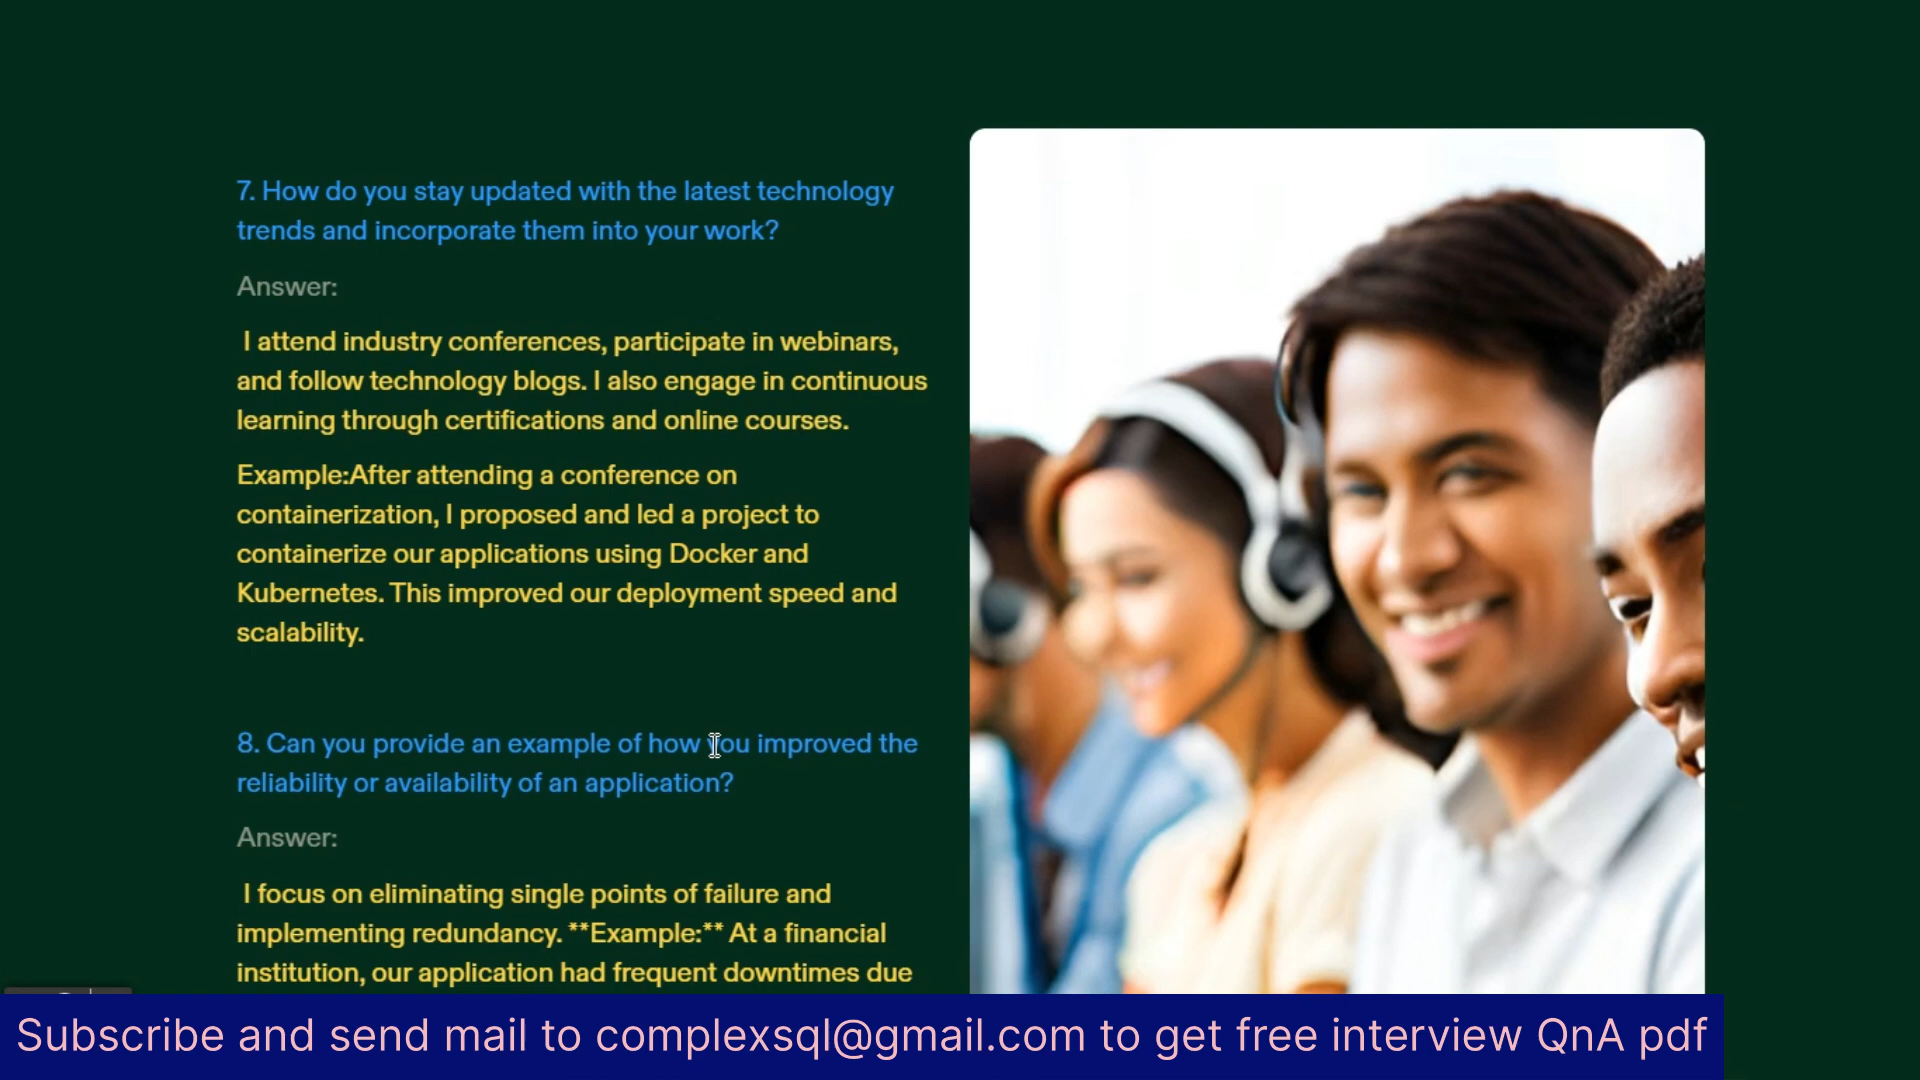 7. How do you stay updated with the latest technology
trends and incorporate them into your work?
Answer:
I attend industry conferences, participate in webinars,
and follow technology blogs. I also engage in continuous
learning through certifications and online courses.
Example:After attending a conference on
containerization, I proposed and led a project to
containerize our applications using Docker and
Kubernetes. This improved our deployment speed and
scalability.
8. Can you provide an example of how you improved the
reliability or availability of an application?
Answer:
I focus on eliminating single points of failure and
implementing redundancy. **Example:** At a financial
institution, our application had frequent downtimes due
Subscribe and send mail to complexsql@gmail.com to get free interview QnA pdf